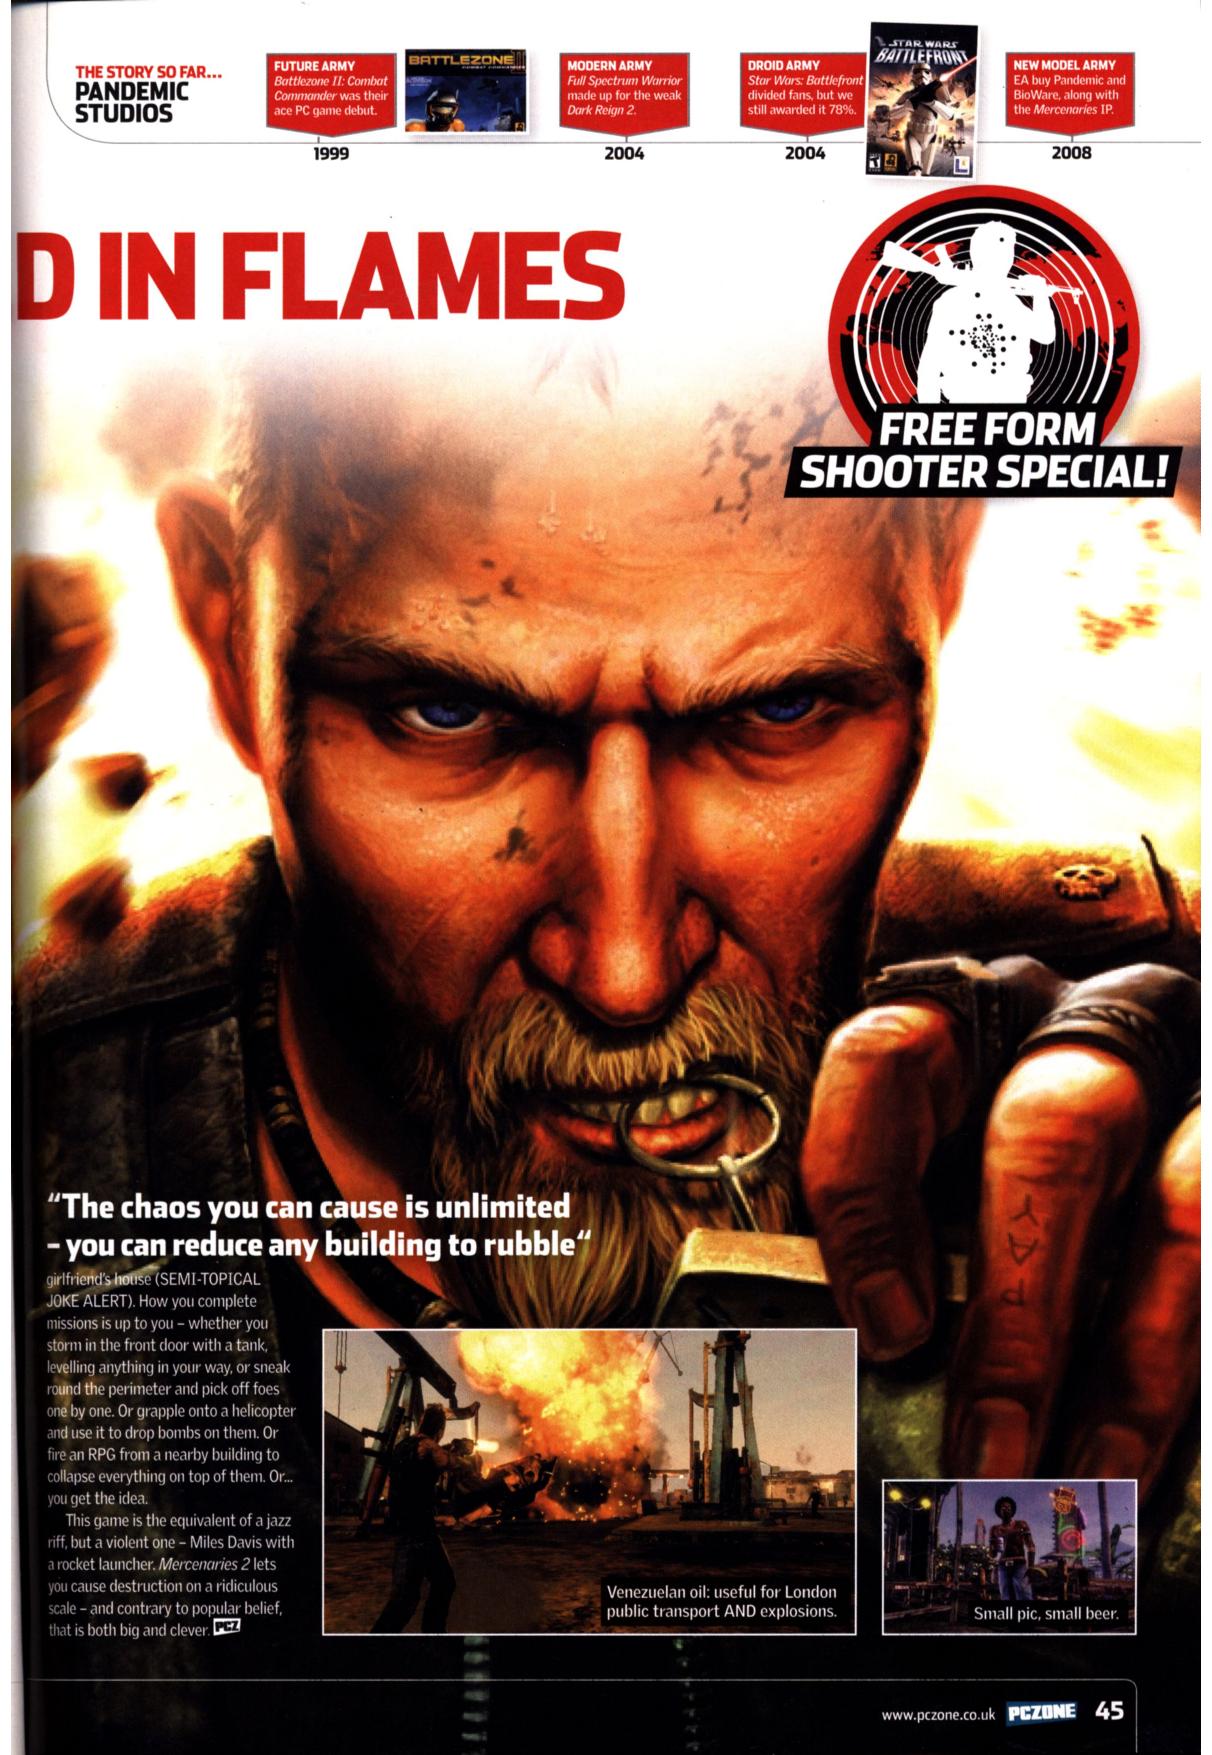 THE STORY SO FAR...
PANDEMIC
STUDIOS
FUTURE ARMY
Battlezone II: Combat
Commander was their
ace PC game debut.
1999
BATTLEZONE II
COMBAT COMMANDER
MODERN ARMY
Full Spectrum Warrior
made up for the weak
Dark Reign 2.
2004
DROID ARMY
Star Wars: Battlefront
divided fans, but we
still awarded it 78%.
2004
STAR WARS
BATTLEFRONT
NEW MODEL ARMY
EA buy Pandemic and
BioWare, along with
the Mercenaries IP.
2008
D IN FLAMES
FREE FORM
SHOOTER SPECIAL!
“The chaos you can cause is unlimited
– you can reduce any building to rubble“
girlfriend's house (SEMI-TOPICAL
JOKE ALERT). How you complete
missions is up to you – whether you
storm in the front door with a tank,
levelling anything in your way, or sneak
round the perimeter and pick off foes
one by one. Or grapple onto a helicopter
and use it to drop bombs on them. Or
fire an RPG from a nearby building to
collapse everything on top of them. Or...
you get the idea.
This game is the equivalent of a jazz
riff, but a violent one – Miles Davis with
a rocket launcher. Mercenaries 2 lets
you cause destruction on a ridiculous
scale – and contrary to popular belief,
that is both big and clever. PCZ
PAY
Venezuelan oil: useful for London
public transport AND explosions.
Small pic, small beer.
www.pczone.co.uk PCZONE 45